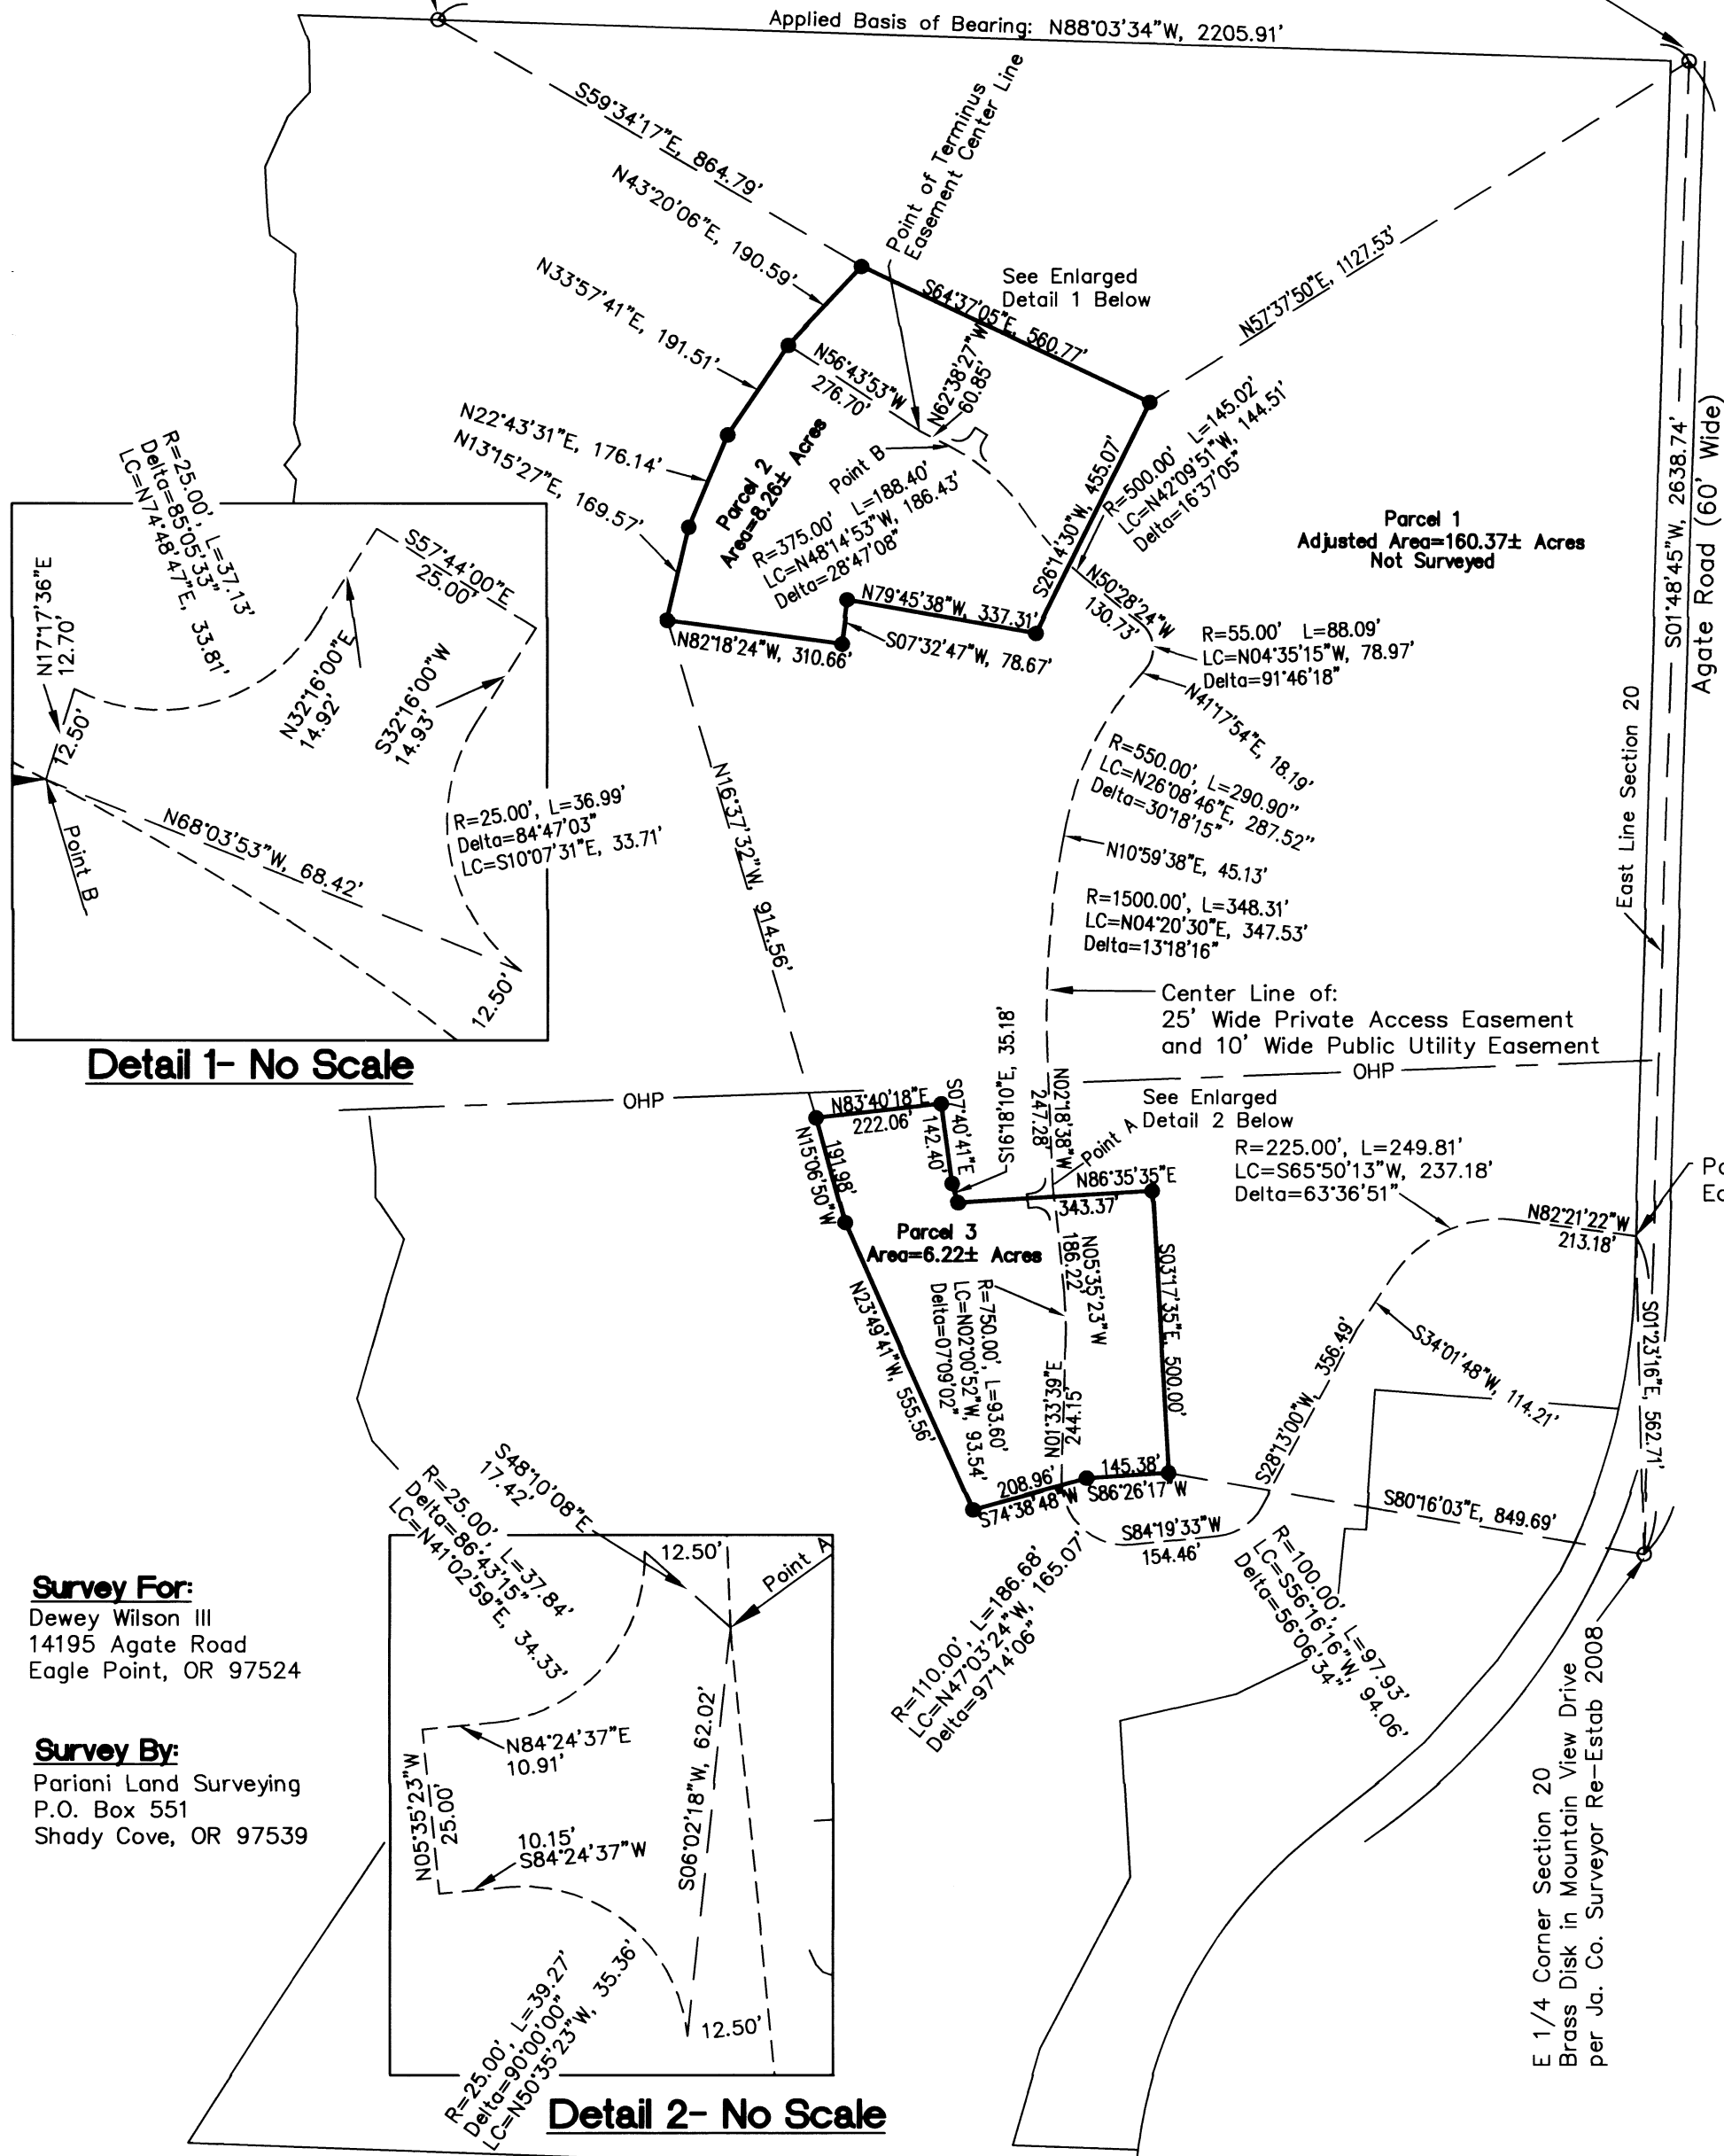 Applied Basis of Bearing: N88°03'34"W, 2205.91'
S59°34'17"E, 864.79'
N43°20'06"E, 190.59'
N33°57'41"E, 191.51'
N22°43'31"E, 176.14'
N13°15'27"E, 169.57'
Point of Terminus
Easement Center Line
See Enlarged
Detail 1 Below
S64°37'05"E, 560.77'
N57°37'50"E, 1127.53'
N56°43'53"W
276.70'
N62°38'27"W
60.85'
Point B
Parcel 2
Area=8.26± Acres
R=375.00' L=188.40'
LC=N48°14'53"W, 186.43'
Delta=28°47'08"
S26°14'30"W, 455.07'
R=500.00' L=145.02'
LC=N42°09'51"W, 144.51'
Delta=16°37'05"
Parcel 1
Adjusted Area=160.37± Acres
Not Surveyed
S01°48'45"W, 2638.74'
Agate Road (60' Wide)
East Line Section 20
N79°45'38"W, 337.31'
N82°18'24"W, 310.66'
S07°32'47"W, 78.67'
N50°28'24"W
130.73'
R=55.00' L=88.09'
LC=N04°35'15"W, 78.97'
Delta=91°46'18"
N41°17'54"E, 18.19'
R=550.00', L=290.90"
LC=N26°08'46"E, 287.52"
Delta=30°18'15"
N10°59'38"E, 45.13'
R=1500.00', L=348.31'
LC=N04°20'30"E, 347.53'
Delta=13°18'16"
Center Line of:
25' Wide Private Access Easement
and 10' Wide Public Utility Easement
R=25.00', L=37.13'
Delta=85°05'33"
LC=N74°48'47"E, 33.81'
N17°17'36"E
12.70'
12.50'
S57°44'00"E
25.00'
N32°16'00"E
14.92'
S32°16'00"W
14.93'
R=25.00', L=36.99'
Delta=84°47'03"
LC=S10°07'31"E, 33.71'
N68°03'53"W, 68.42'
Point B
12.50'
Detail 1- No Scale
N16°37'32"W, 914.56'
OHP
OHP
N83°40'18"E
222.06'
S07°40'41"E
142.40'
S16°18'10"E, 35.18'
N02°18'38"W
247.28'
Point A
See Enlarged
Detail 2 Below
N86°35'35"E
343.37'
R=225.00', L=249.81'
LC=S65°50'13"W, 237.18'
Delta=63°36'51"
N82°21'22"W
213.18'
N15°06'50"W
191.98'
Parcel 3
Area=6.22± Acres
N05°35'23"W
186.22'
S03°17'35"E, 500.00'
N23°49'41"W, 555.56'
R=750.00', L=93.60'
LC=N02°00'52"W, 93.54'
Delta=07°09'02"
N01°33'39"E
244.15'
S28°13'00"W, 356.49'
S34°01'48"W, 114.21'
S01°23'16"E, 562.71'
208.96'
S74°38'48"W
145.38'
S86°26'17"W
S80°16'03"E, 849.69'
S84°19'33"W
154.46'
R=110.00', L=186.68'
LC=N47°03'24"W, 165.07'
Delta=97°14'06"
R=100.00', L=97.93'
LC=S56°16'16"W, 94.06'
Delta=56°06'34"
E 1/4 Corner Section 20
Brass Disk in Mountain View Drive
per Ja. Co. Surveyor Re-Estab 2008
S48°10'08"E
17.42'
R=25.00', L=37.84'
Delta=86°43'15"
LC=N41°02'59"E, 34.33'
12.50'
Point A
N84°24'37"E
10.91'
N05°35'23"W
25.00'
10.15'
S84°24'37"W
S06°02'18"W, 62.02'
12.50'
R=25.00', L=39.27'
Delta=90°00'00"
LC=N50°35'23"W, 35.36'
Detail 2- No Scale
Survey For:
Dewey Wilson III
14195 Agate Road
Eagle Point, OR 97524
Survey By:
Pariani Land Surveying
P.O. Box 551
Shady Cove, OR 97539